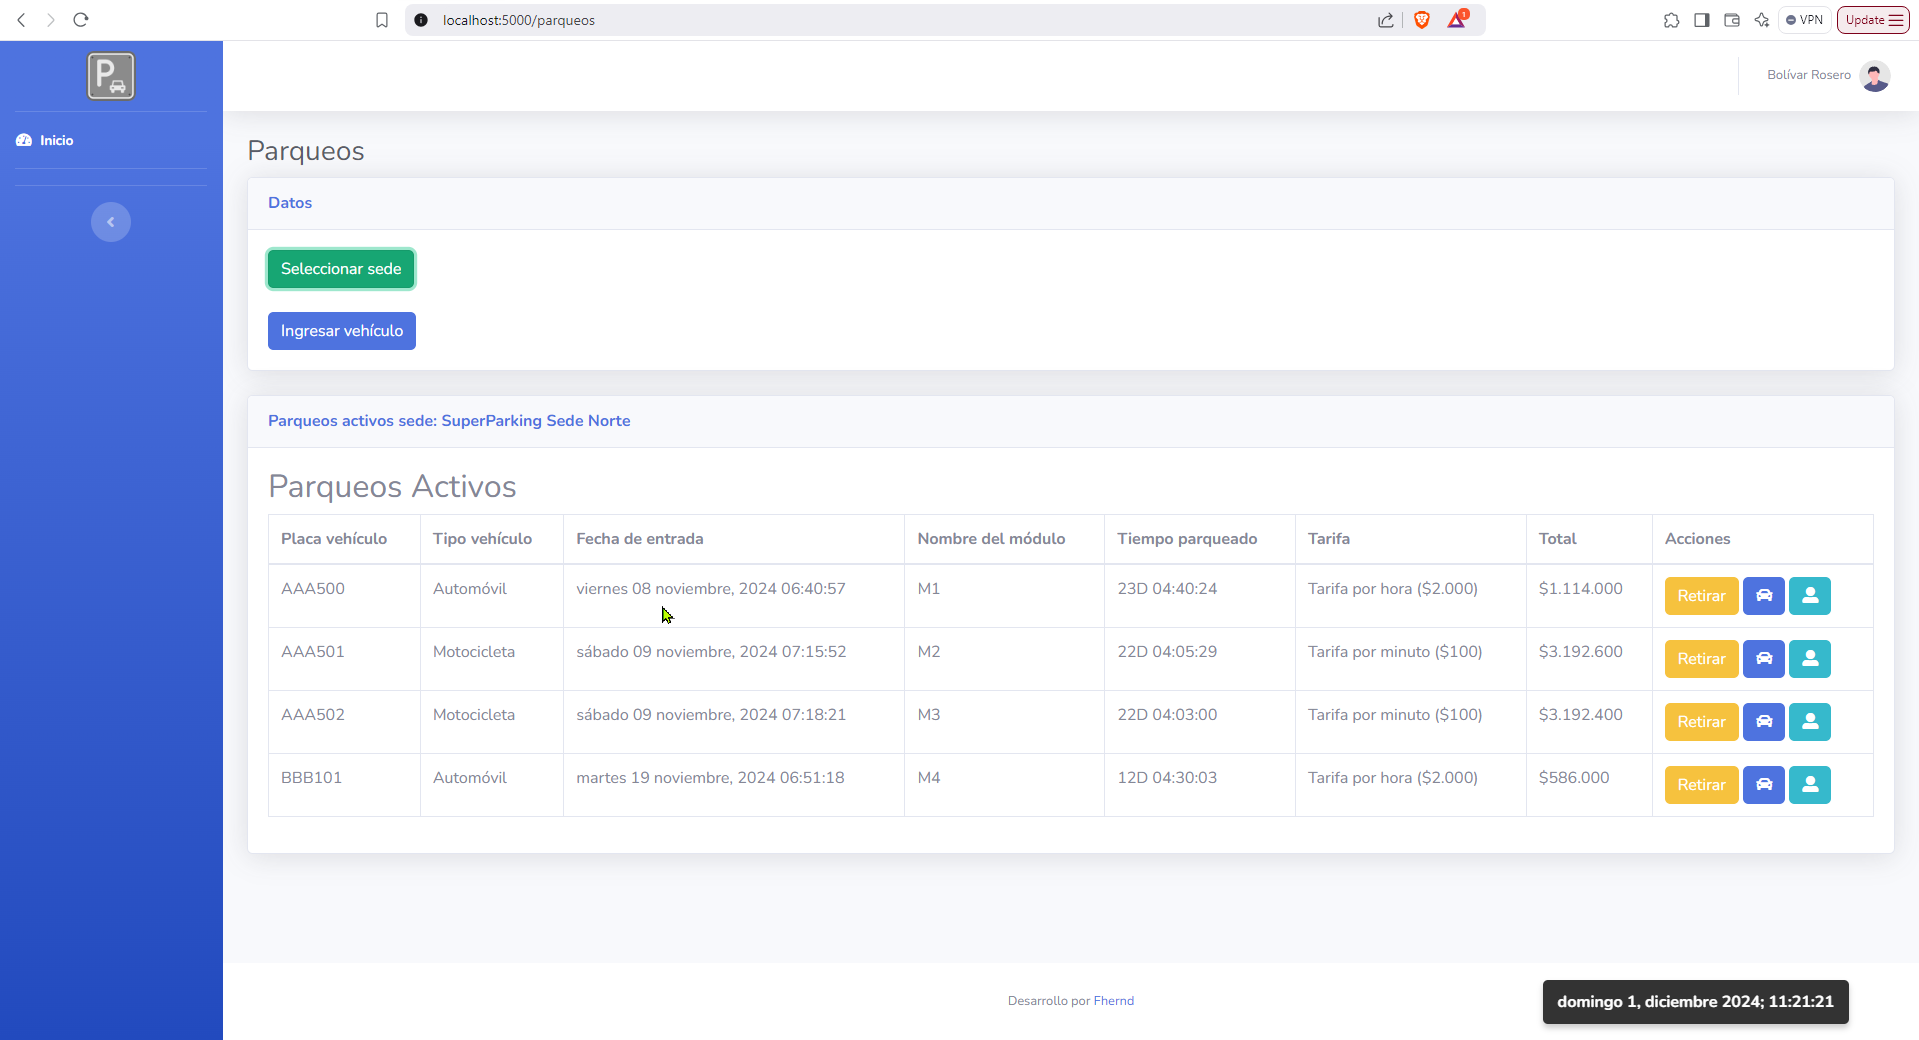 localhost:5000/parqueos
1
VPN
Update
P
Bolívar Rosero
Inicio
Parqueos
Datos
Seleccionar sede
Ingresar vehículo
Parqueos activos sede: SuperParking Sede Norte
Parqueos Activos
Placa vehículo Tipo vehículo Fecha de entrada Nombre del módulo Tiempo parqueado Tarifa Total Acciones
AAA500 Automóvil viernes 08 noviembre, 2024 06:40:57 M1 23D 04:40:24 Tarifa por hora ($2.000) $1.114.000 Retirar
AAA501 Motocicleta sábado 09 noviembre, 2024 07:15:52 M2 22D 04:05:29 Tarifa por minuto ($100) $3.192.600 Retirar
AAA502 Motocicleta sábado 09 noviembre, 2024 07:18:21 M3 22D 04:03:00 Tarifa por minuto ($100) $3.192.400 Retirar
BBB101 Automóvil martes 19 noviembre, 2024 06:51:18 M4 12D 04:30:03 Tarifa por hora ($2.000) $586.000 Retirar
Desarrollo por Fhernd
domingo 1, diciembre 2024; 11:21:21